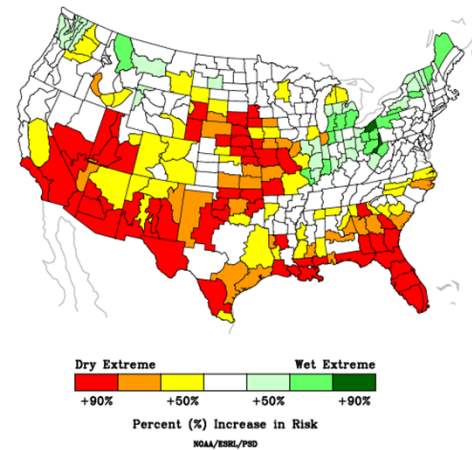 Dry Extreme Wet Extreme
+90% +50% +50% +90%
Percent (%) Increase in Risk
NOAA/ESRL/PSD